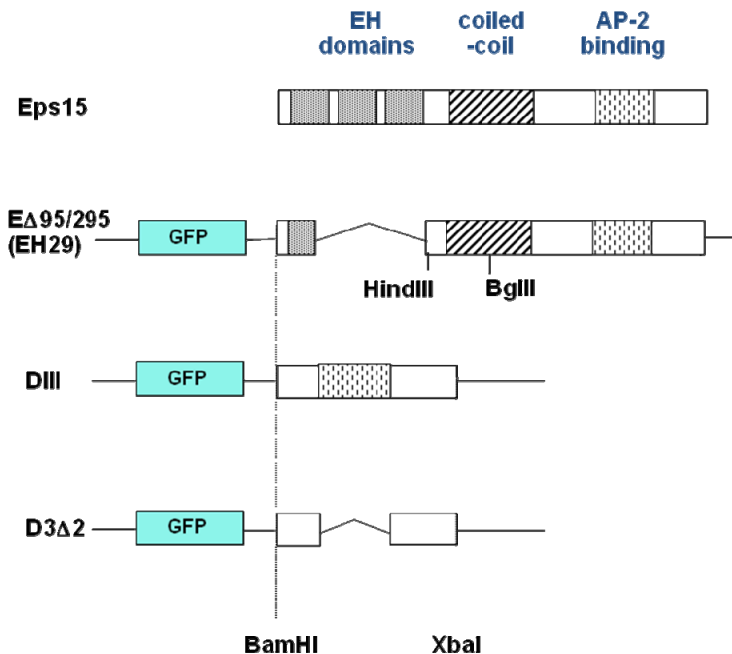 EH domains
coiled -coil
AP-2 binding
Eps15
EΔ95/295 (EH29)
GFP
HindIII
BglII
DIII
GFP
D3Δ2
GFP
BamHI
XbaI